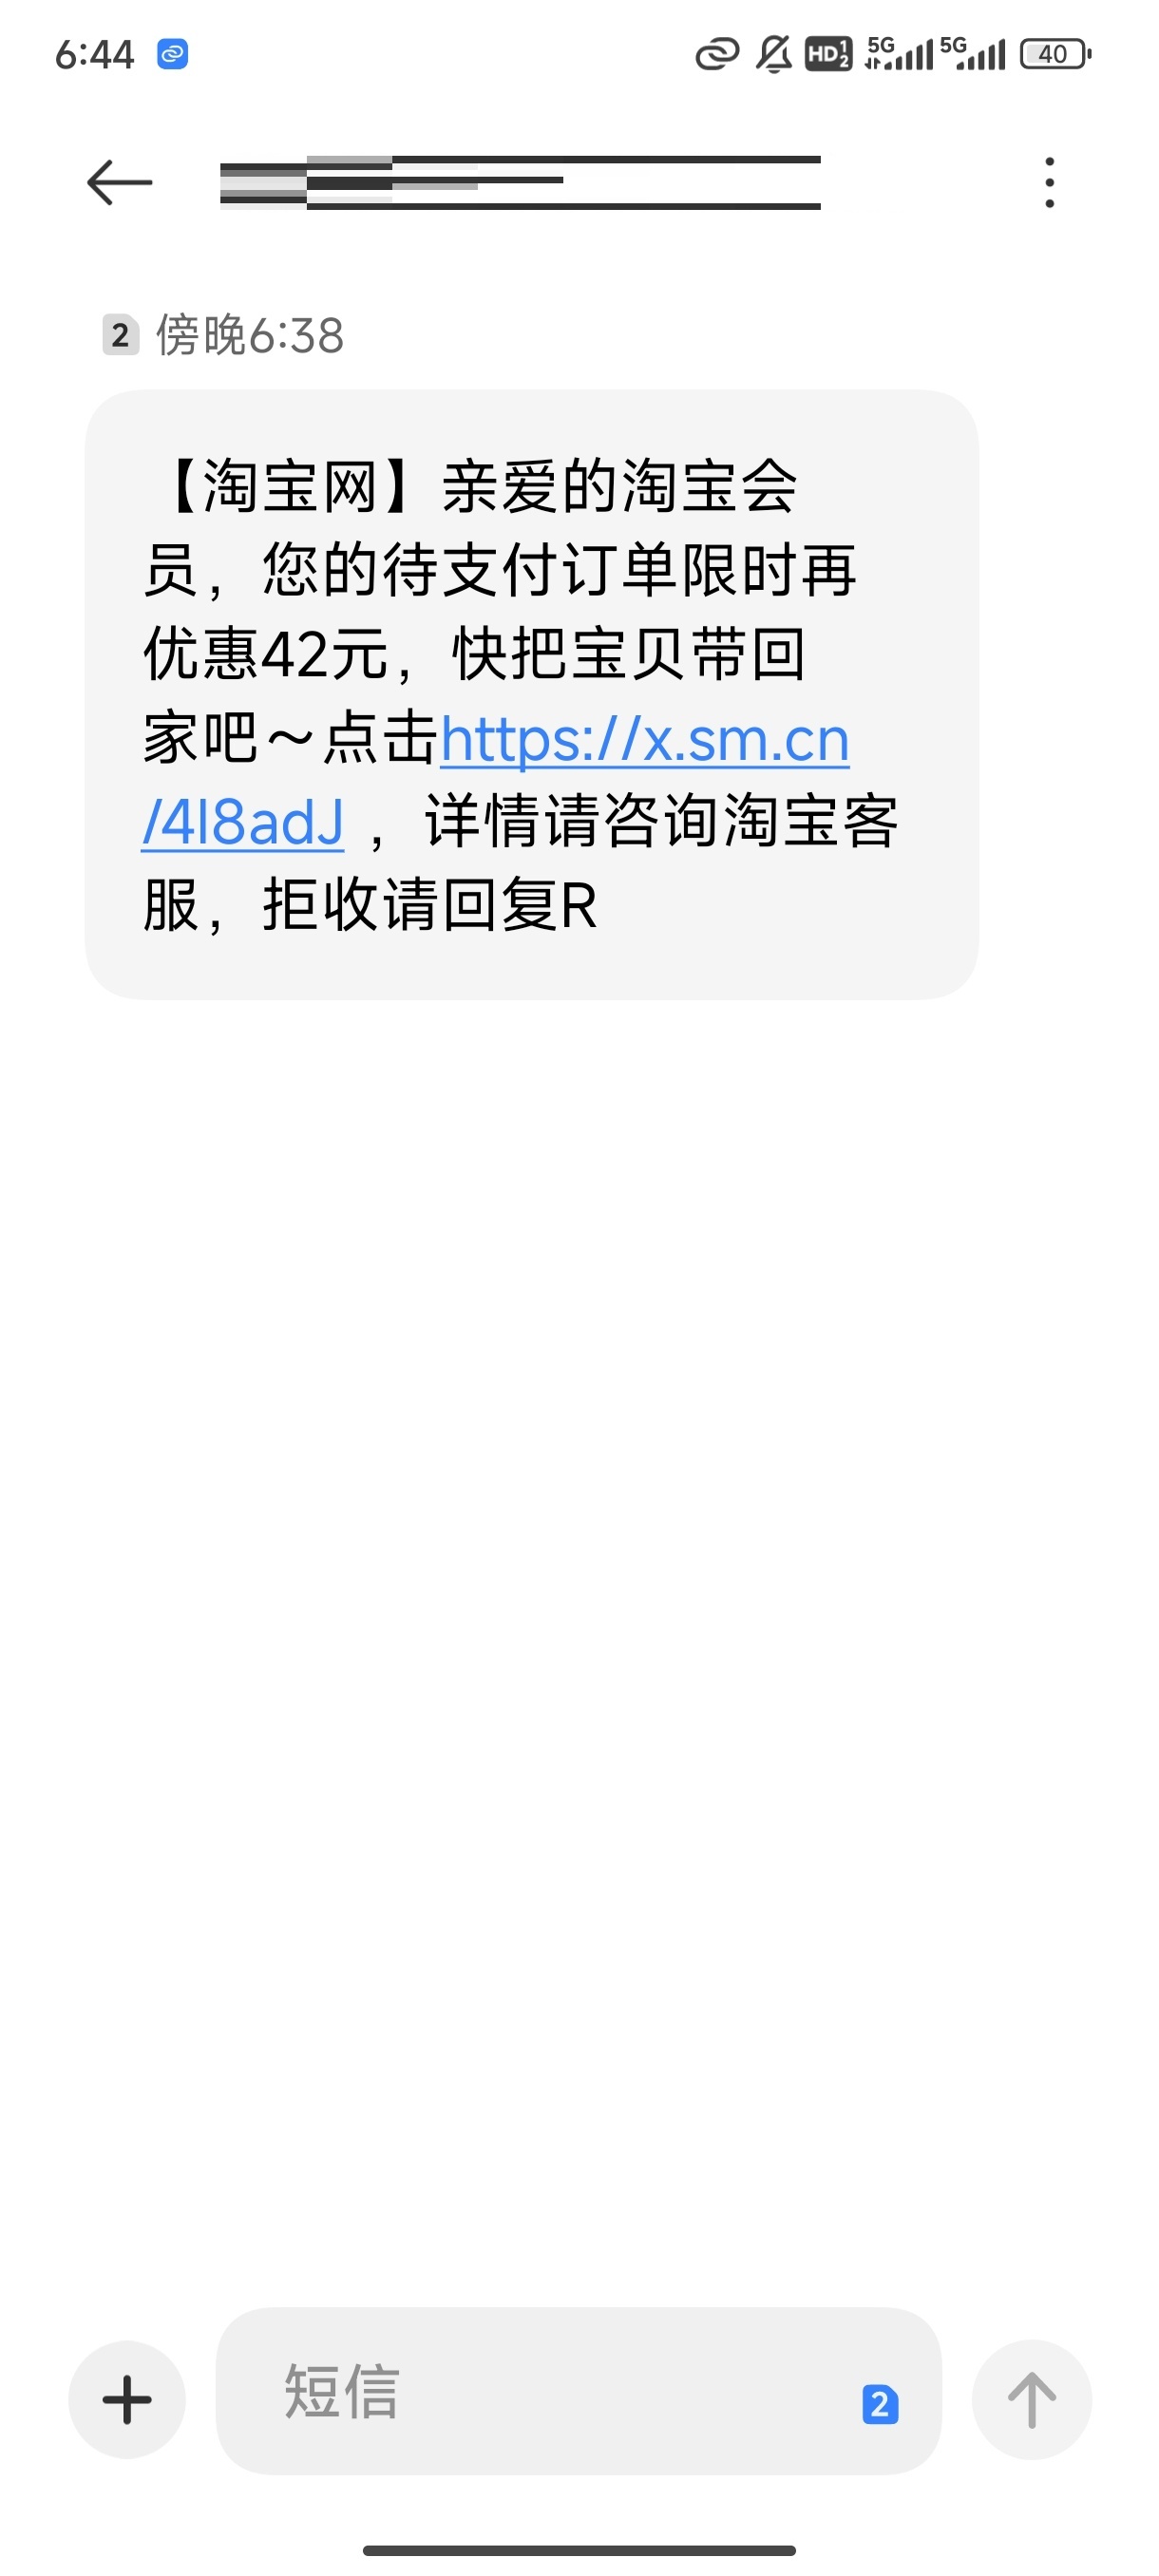 6:44
HD 1 2 5G 5G 40
2 傍晚6:38
【淘宝网】亲爱的淘宝会
员，您的待支付订单限时再
优惠42元，快把宝贝带回
家吧～点击https://x.sm.cn
/4l8adJ ，详情请咨询淘宝客
服，拒收请回复R
短信
2